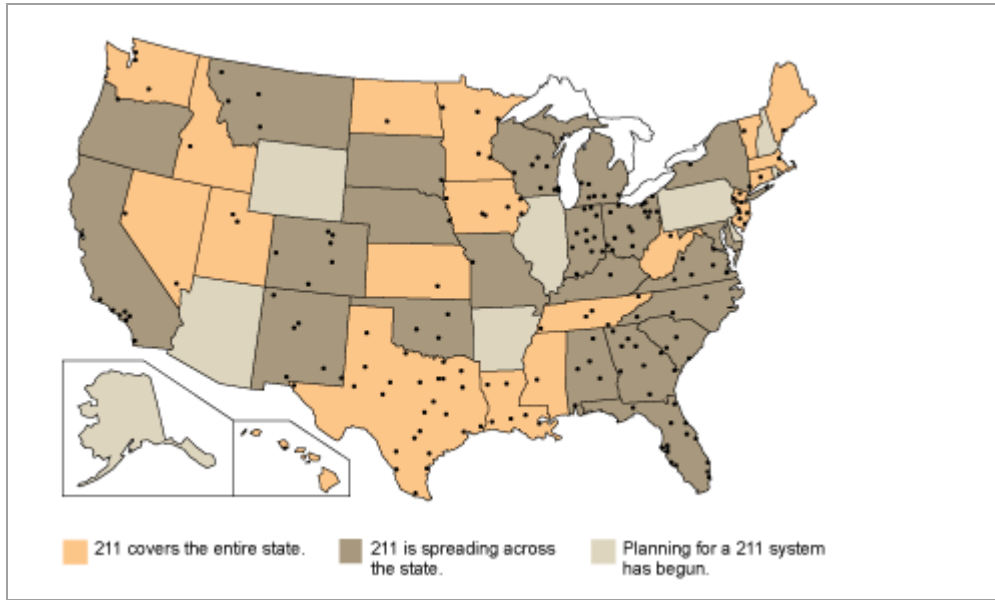 211 covers the entire state.
211 is spreading across
the state.
Planning for a 211 system
has begun.